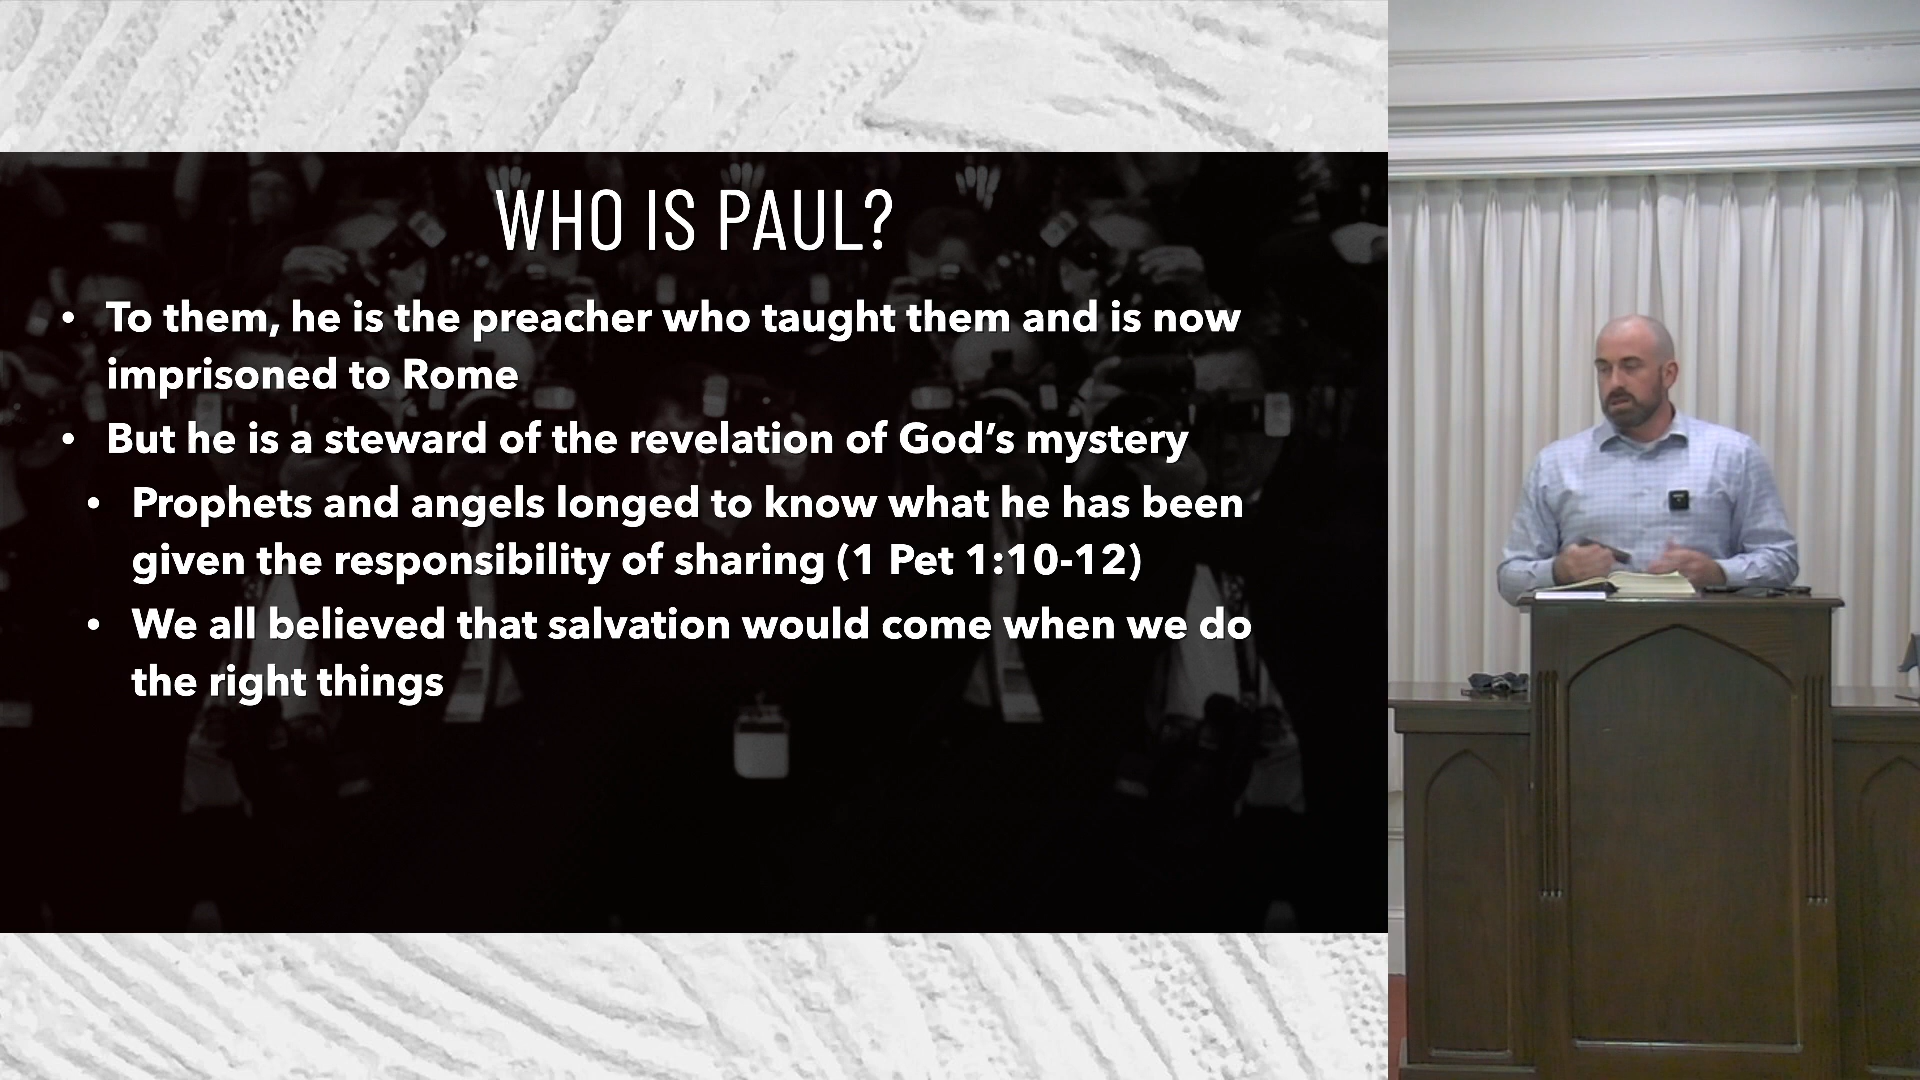 WHO IS PAUL?
• To them, he is the preacher who taught them and is now
imprisoned to Rome
• But he is a steward of the revelation of God’s mystery
• Prophets and angels longed to know what he has been
given the responsibility of sharing (1 Pet 1:10-12)
• We all believed that salvation would come when we do
the right things